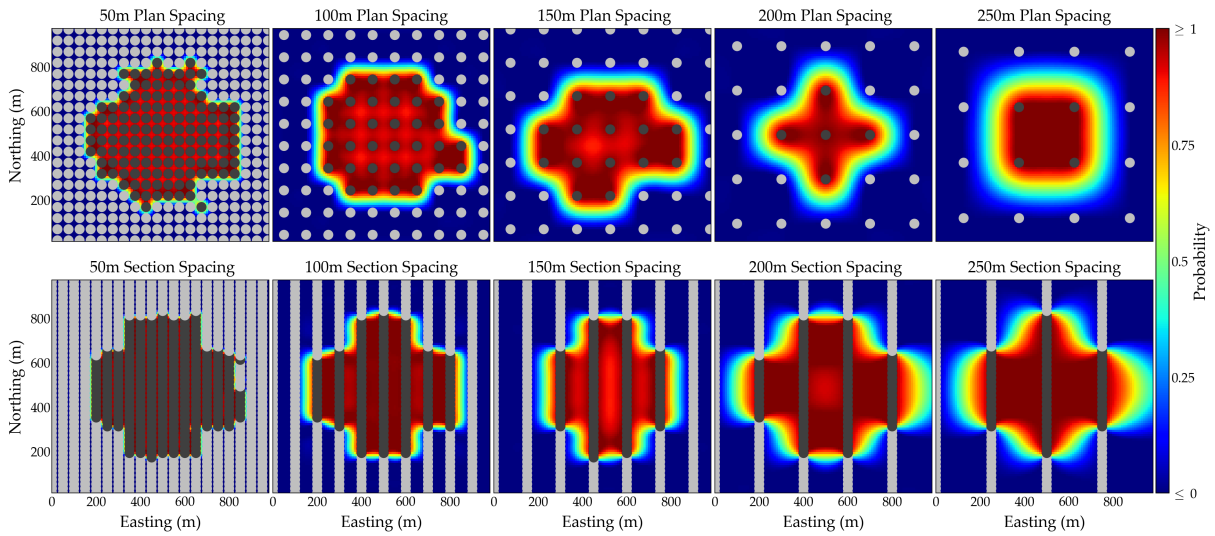 50m Plan Spacing 100m Plan Spacing 150m Plan Spacing 200m Plan Spacing 250m Plan Spacing
≥ 1
800
600
400
200
Northing (m)
0.75
0.5
0.25
≤ 0
Probability
50m Section Spacing 100m Section Spacing 150m Section Spacing 200m Section Spacing 250m Section Spacing
800
600
400
200
Northing (m)
0 200 400 600 800 0 200 400 600 800 0 200 400 600 800 0 200 400 600 800 0 200 400 600 800
Easting (m) Easting (m) Easting (m) Easting (m) Easting (m)